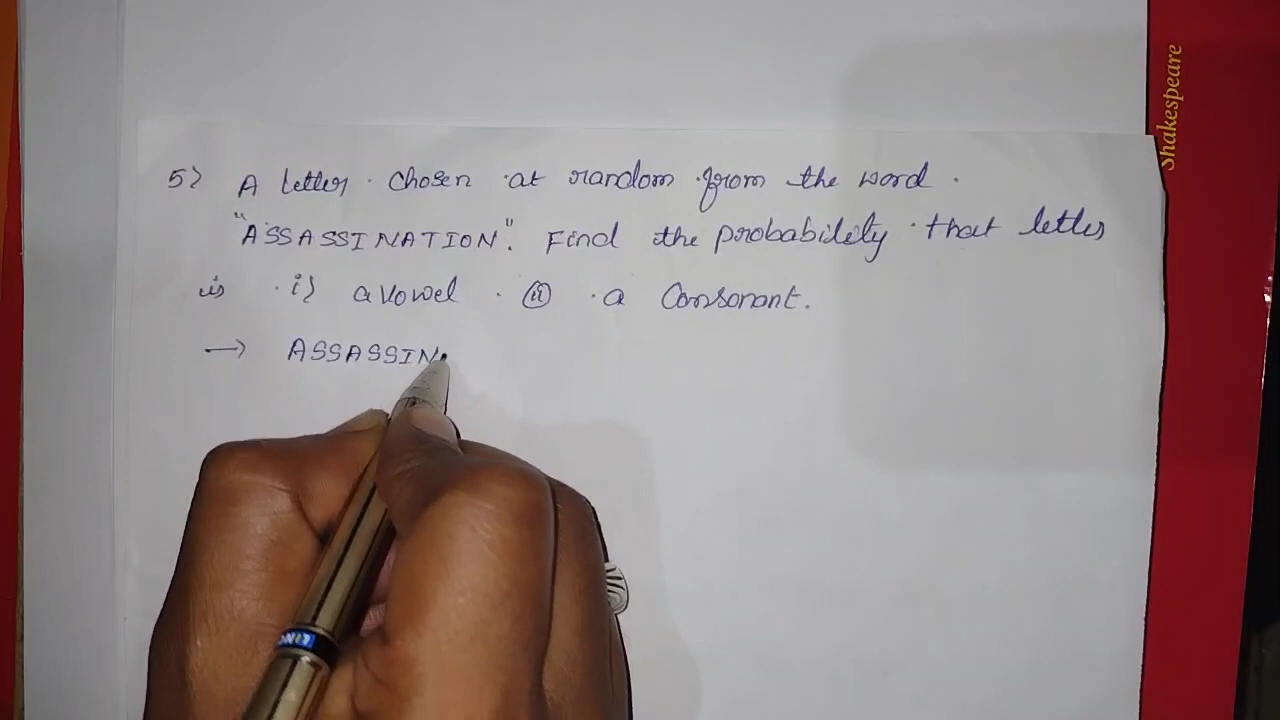 5) A letter chosen at random from the word.
"ASSASSINATION". Find the probability that letter
is i) a vowel. (ii) a Consonant.
→ ASSASSIN
Shakespeare